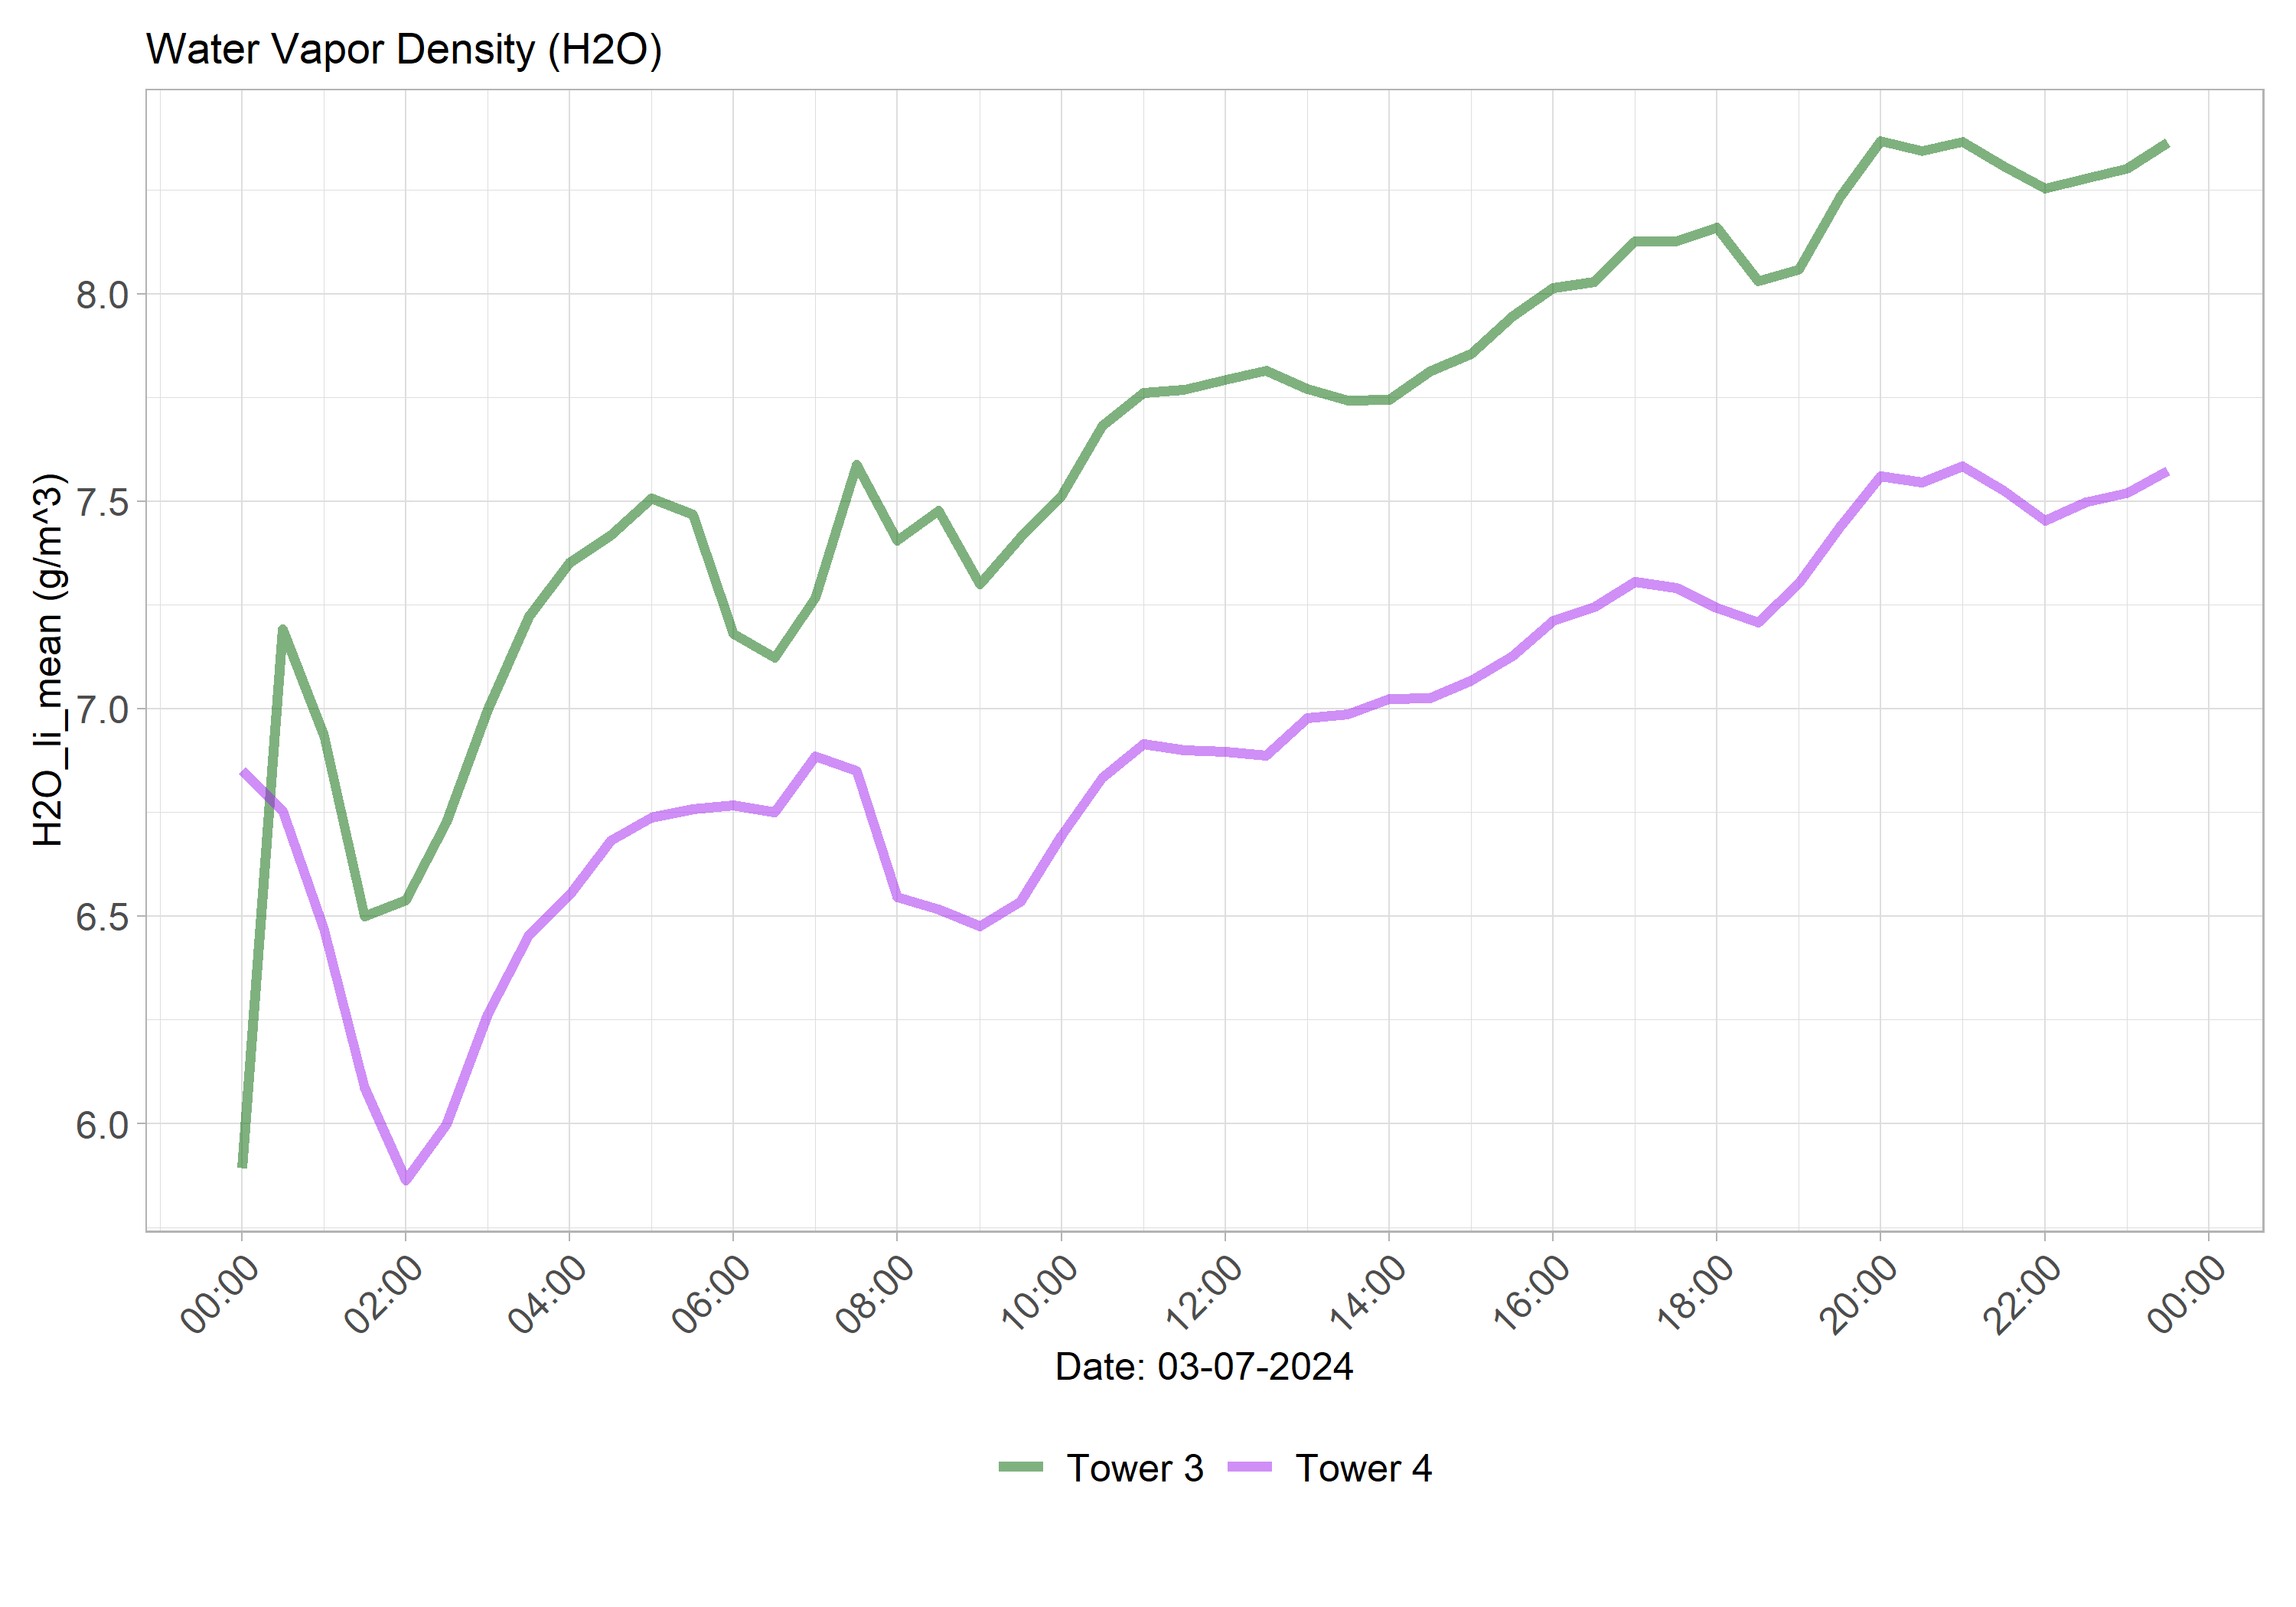 Water Vapor Density (H2O)
H2O_li_mean (g/m^3)
8.0
7.5
7.0
6.5
6.0
00:00 02:00 04:00 06:00 08:00 10:00 12:00 14:00 16:00 18:00 20:00 22:00 00:00
Date: 03-07-2024
Tower 3 Tower 4